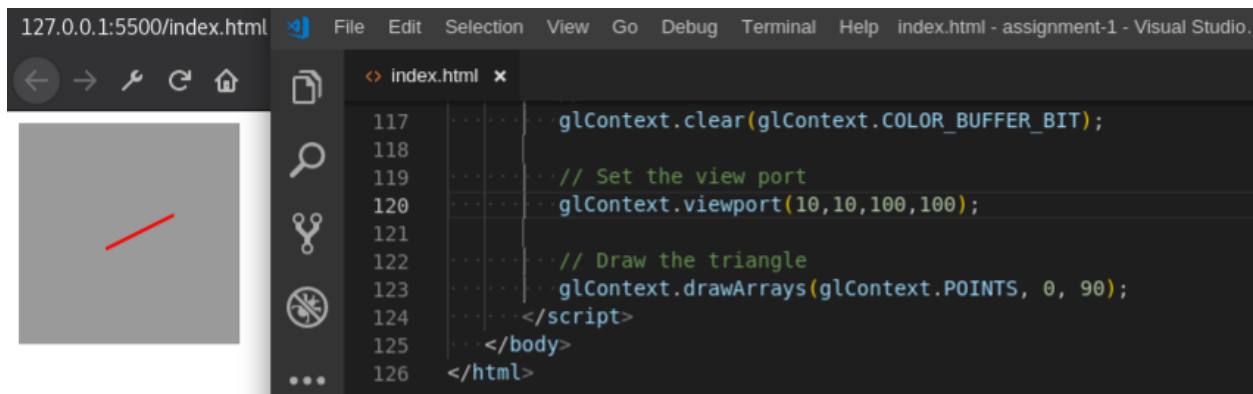 127.0.0.1:5500/index.html
File Edit Selection View Go Debug Terminal Help index.html - assignment-1 - Visual Studio.
<> index.html ×
117 glContext.clear(glContext.COLOR_BUFFER_BIT);
118
119 // Set the view port
120 glContext.viewport(10,10,100,100);
121
122 // Draw the triangle
123 glContext.drawArrays(glContext.POINTS, 0, 90);
124 </script>
125 </body>
126 </html>